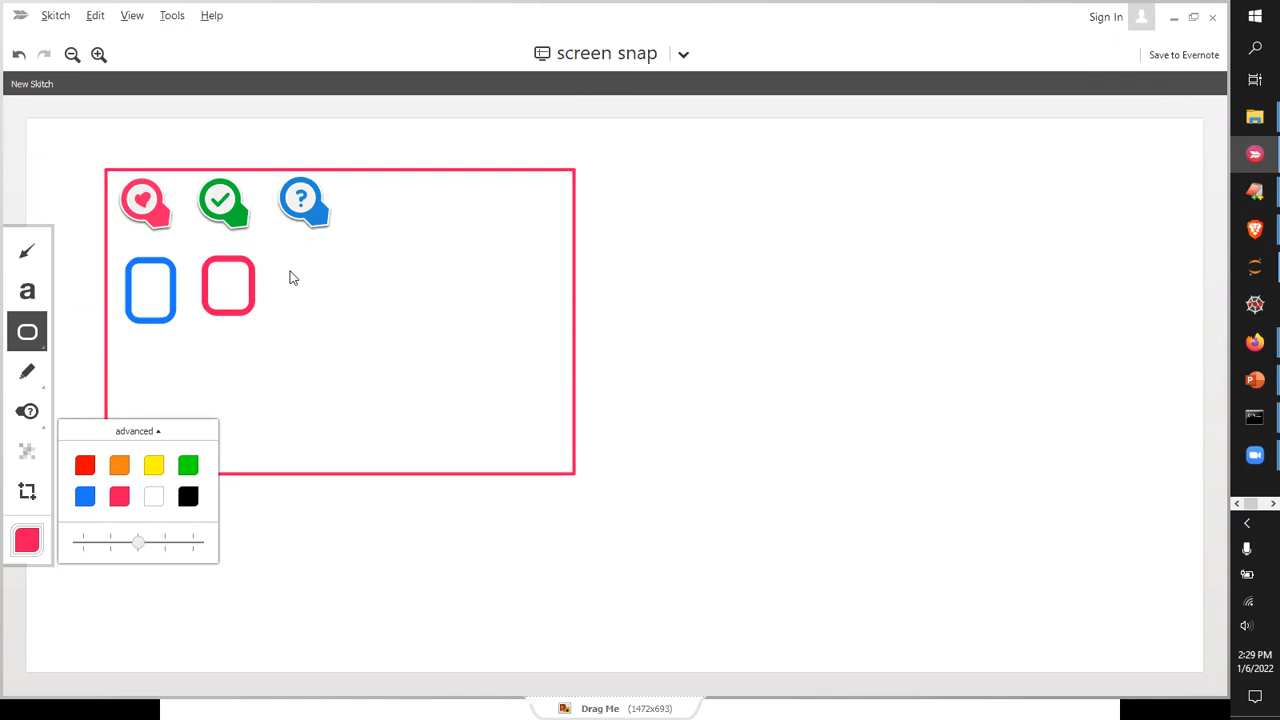 Skitch Edit View Tools Help Sign In
screen snap
Save to Evernote
New Skitch
a
advanced
Drag Me (1472x693)
2:29 PM
1/6/2022